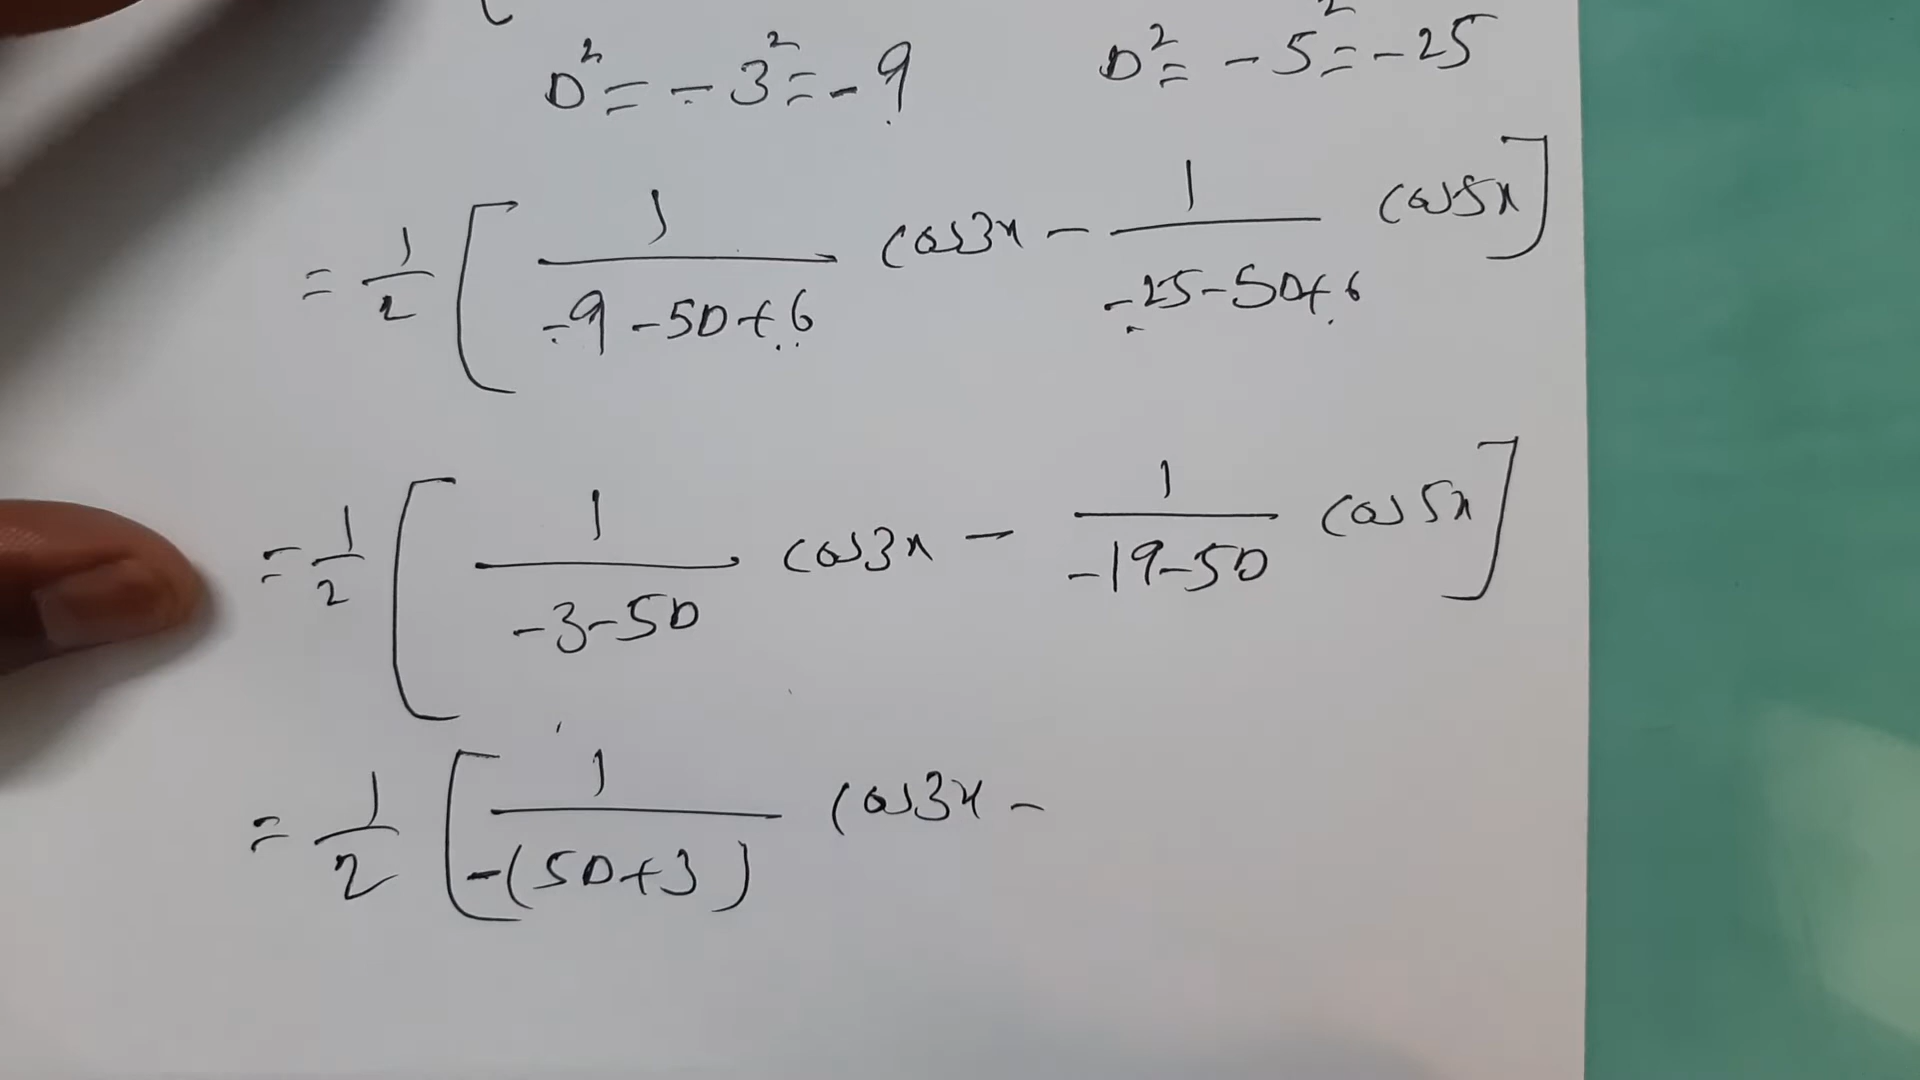 D² = -3² = -9 D² = -5² = -25
= 1/2 [ 1/(-9-5D+6) cos3x - 1/(-25-5D+6) cos5x ]
= 1/2 [ 1/(-3-5D) cos3x - 1/(-19-5D) cos5x ]
= 1/2 [ 1/(-(5D+3)) cos3x -